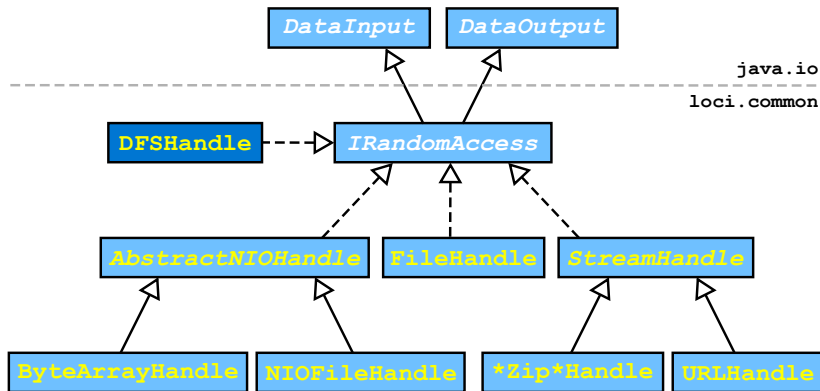 DataInput DataOutput
java.io
loci.common
DFSHandle IRandomAccess
AbstractNIOHandle FileHandle StreamHandle
ByteArrayHandle NIOFileHandle *Zip*Handle URLHandle